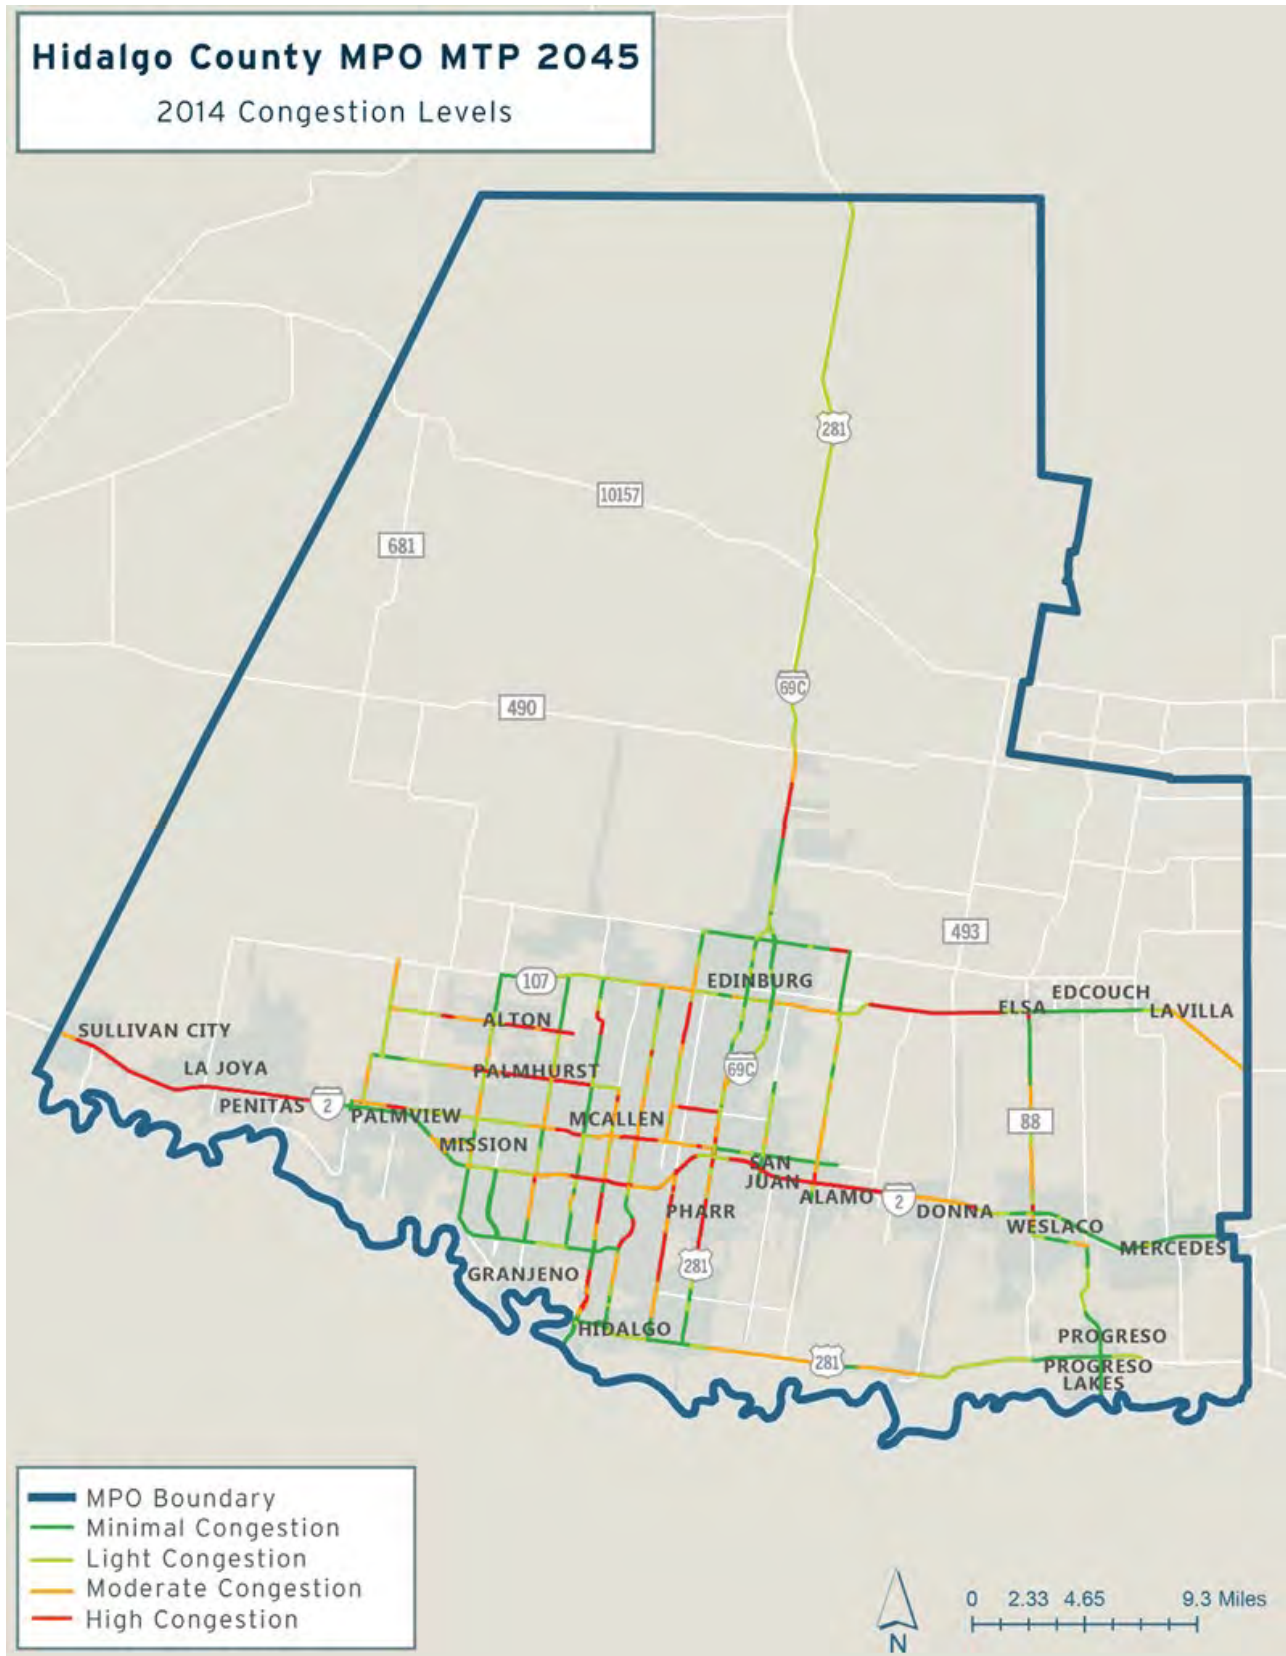 Hidalgo County MPO MTP 2045
2014 Congestion Levels
281
10157
681
69C
490
493
107
EDINBURG
EDCOUCH
ELSA
LA VILLA
SULLIVAN CITY
ALTON
LA JOYA
PALMHURST
69C
PENITAS
2
PALMVIEW
MCALLEN
88
MISSION
SAN
JUAN
ALAMO
2
DONNA
PHARR
WESLACO
MERCEDES
281
GRANJENO
HIDALGO
PROGRESO
281
PROGRESO
LAKES
MPO Boundary
Minimal Congestion
Light Congestion
Moderate Congestion
High Congestion
0 2.33 4.65 9.3 Miles
N